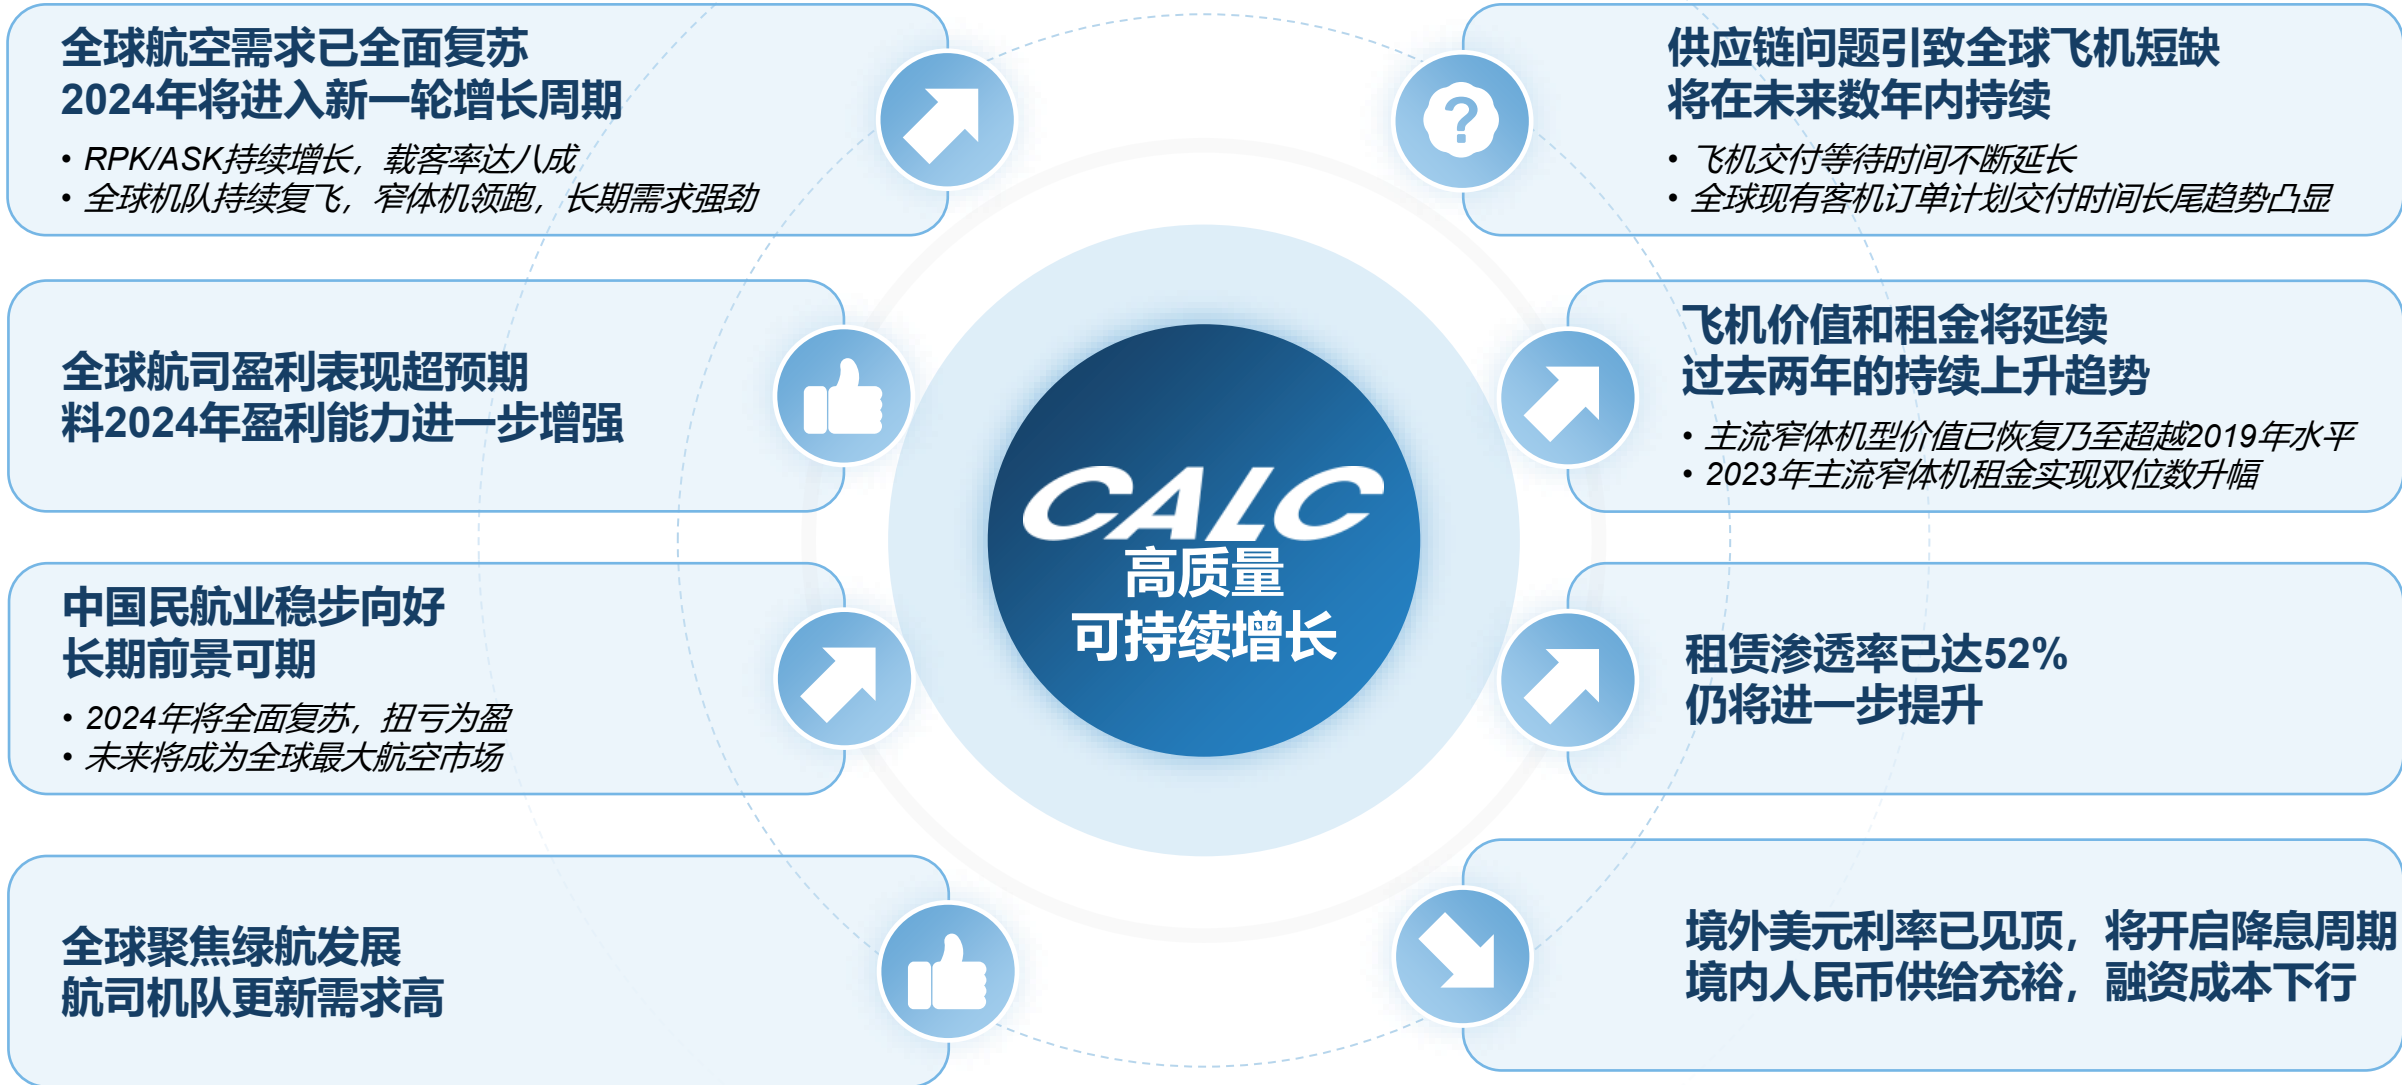 全球航空需求已全面复苏
2024年将进入新一轮增长周期
• RPK/ASK持续增长，载客率达八成
• 全球机队持续复飞，窄体机领跑，长期需求强劲
全球航司盈利表现超预期
料2024年盈利能力进一步增强
中国民航业稳步向好
长期前景可期
• 2024年将全面复苏，扭亏为盈
• 未来将成为全球最大航空市场
全球聚焦绿航发展
航司机队更新需求高
CALC
高质量
可持续增长
供应链问题引致全球飞机短缺
将在未来数年内持续
• 飞机交付等待时间不断延长
• 全球现有客机订单计划交付时间长尾趋势凸显
飞机价值和租金将延续
过去两年的持续上升趋势
• 主流窄体机型价值已恢复乃至超越2019年水平
• 2023年主流窄体机租金实现双位数升幅
租赁渗透率已达52%
仍将进一步提升
境外美元利率已见顶，将开启降息周期
境内人民币供给充裕，融资成本下行